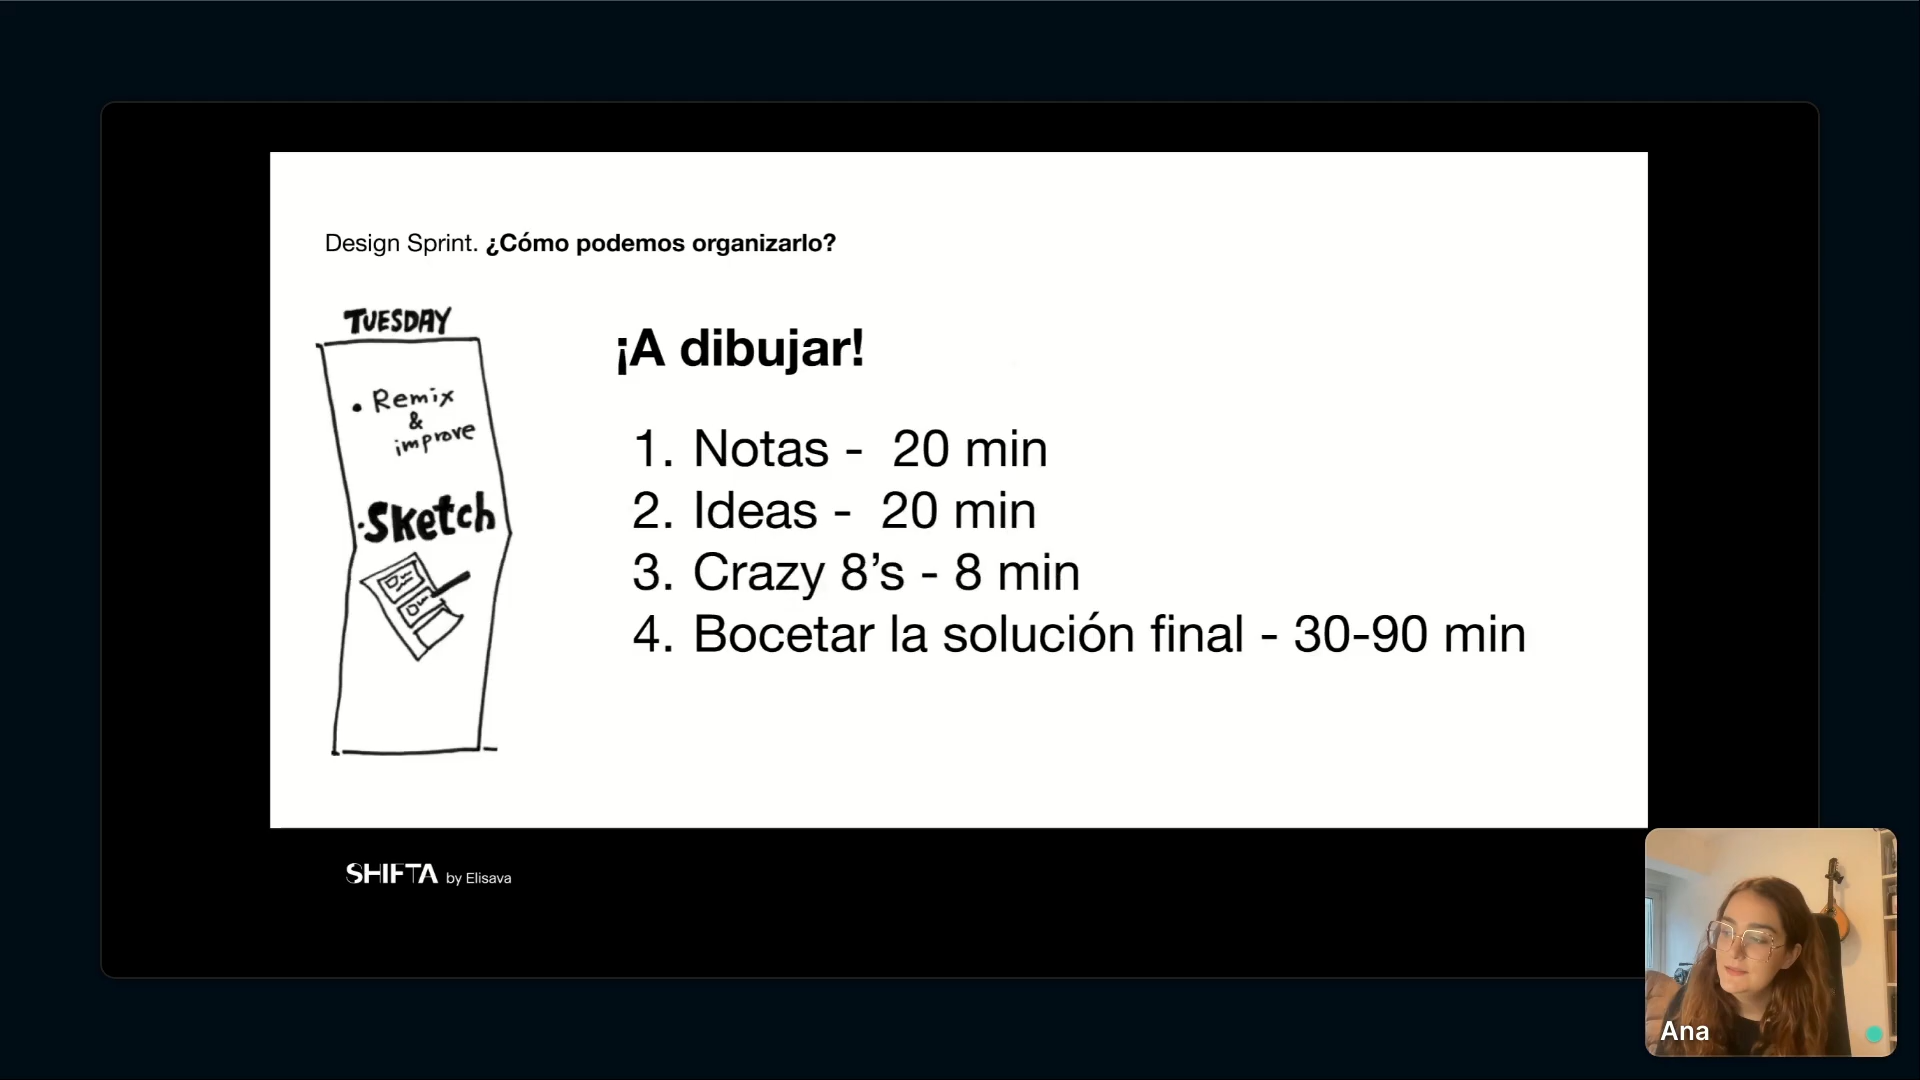 Design Sprint. ¿Cómo podemos organizarlo?
TUESDAY
• Remix
&
improve
• Sketch
¡A dibujar!
1. Notas - 20 min
2. Ideas - 20 min
3. Crazy 8’s - 8 min
4. Bocetar la solución final - 30-90 min
SHIFTA by Elisava
Ana